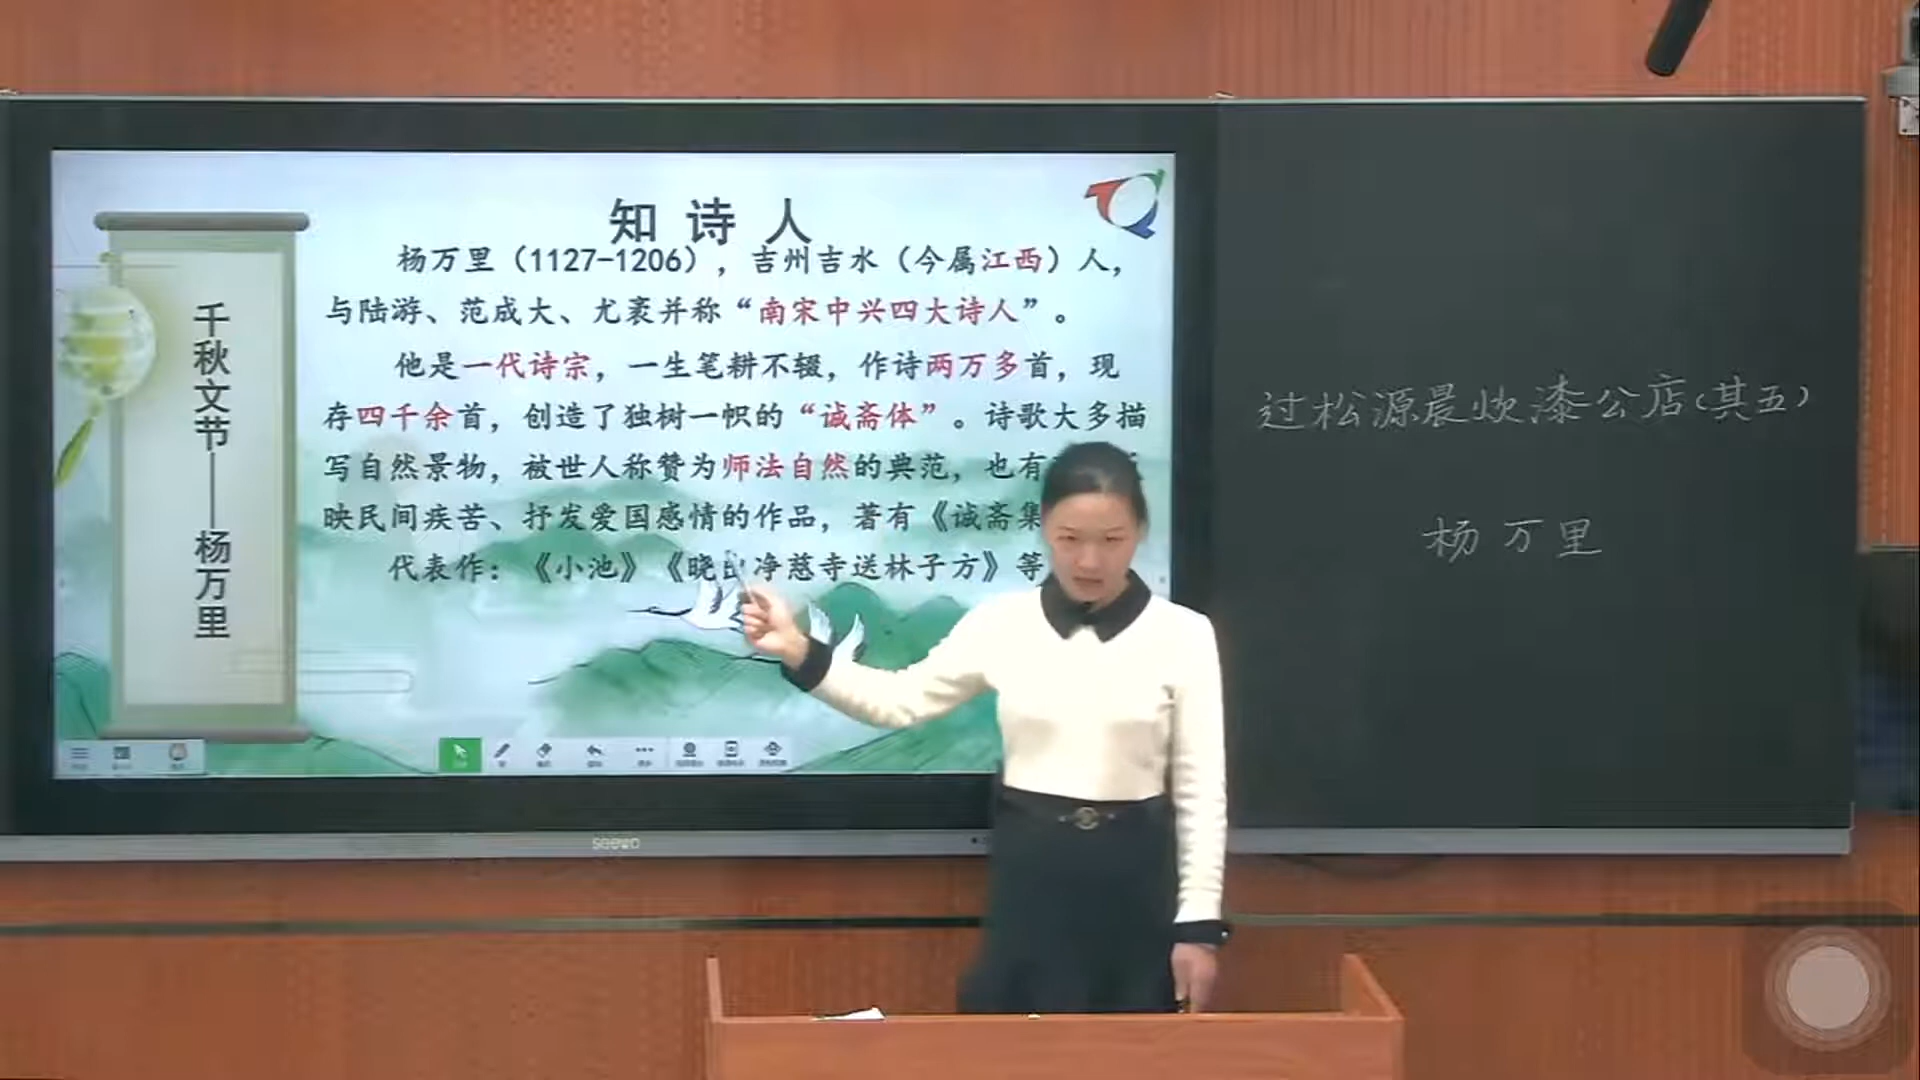 知诗人
千秋文节——杨万里
杨万里（1127-1206），吉州吉水（今属江西）人，
与陆游、范成大、尤袤并称“南宋中兴四大诗人”。
他是一代诗宗，一生笔耕不辍，作诗两万多首，现
存四千余首，创造了独树一帜的“诚斋体”。诗歌大多描
写自然景物，被世人称赞为师法自然的典范，也有
映民间疾苦、抒发爱国感情的作品，著有《诚斋集
代表作：《小池》《晓出净慈寺送林子方》等
seewo
过松源晨炊漆公店（其五）
杨万里